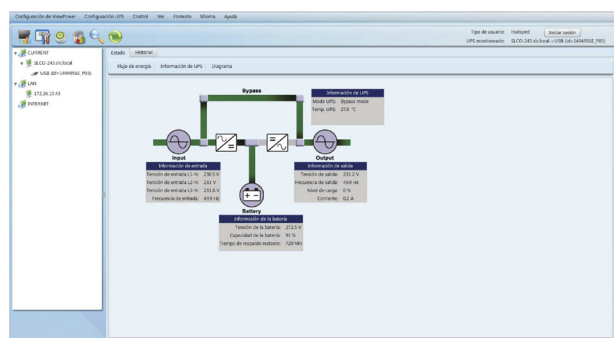 Configuración de ViewPower Configuración UPS Control Ver Formato Idioma Ayuda
Tipo de usuario: Huésped Iniciar sesión
UPS monitoreado: SLCO-243.slc.local->USB (id=1494956E_P03)
CURRENT
SLCO-243.slc.local
USB (id=1494956E_P03)
LAN
172.26.13.43
INTERNET
Estado Historial
Flujo de energía Información de UPS Diagrama
Bypass
Información de UPS
Modo UPS: Bypass mode
Temp. UPS: 27.0 °C
Input
Output
Información de entrada
Tensión de entrada L1-N: 230.5 V
Tensión de entrada L2-N: 231 V
Tensión de entrada L3-N: 231.6 V
Frecuencia de entrada: 49.9 Hz
Información de salida
Tensión de salida: 231.2 V
Frecuencia de salida: 49.9 Hz
Nivel de carga: 0 %
Corriente: 0.2 A
Battery
Información de la batería
Tensión de la batería: 272.5 V
Capacidad de la batería: 91 %
Tiempo de respaldo restante: 720 Min